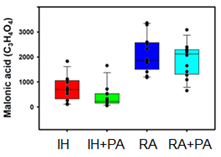 Malonic acid (C3H4O4)
3000
2000
1000
0
IH IH+PA RA RA+PA